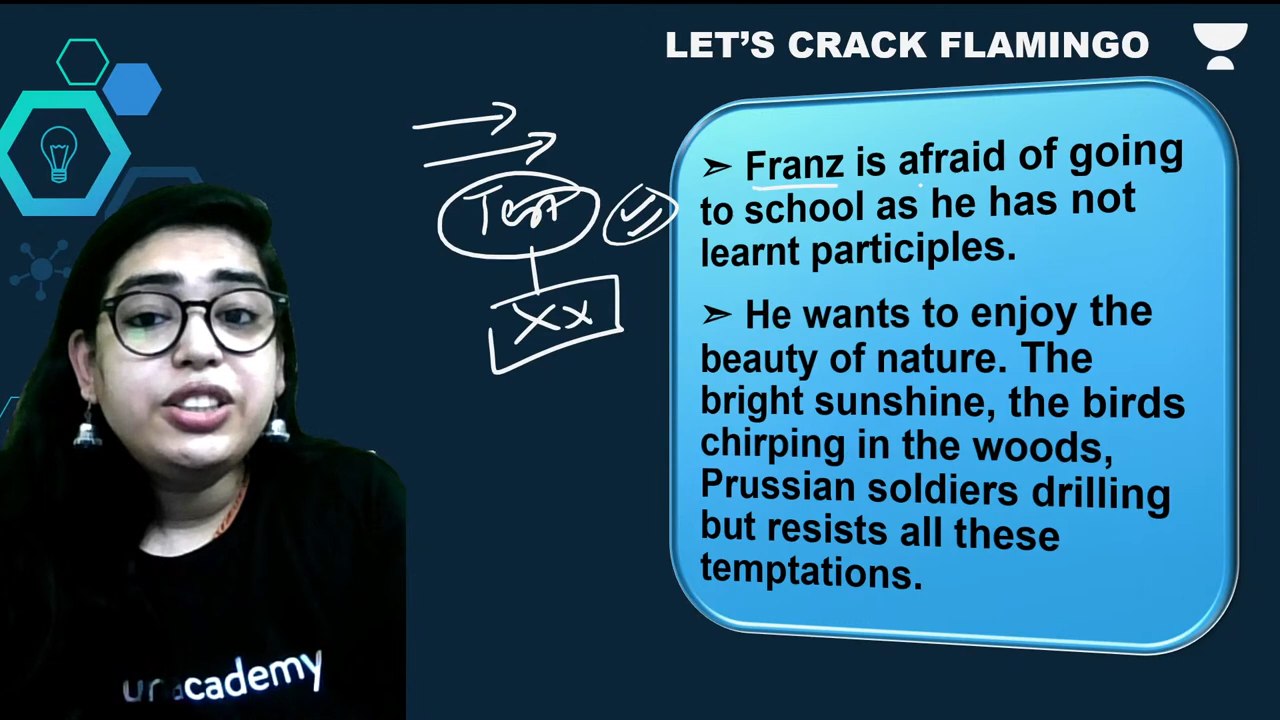 LET'S CRACK FLAMINGO
➢ Franz is afraid of going
to school as he has not
learnt participles.
➢ He wants to enjoy the
beauty of nature. The
bright sunshine, the birds
chirping in the woods,
Prussian soldiers drilling
but resists all these
temptations.
Test
Xx
unacademy